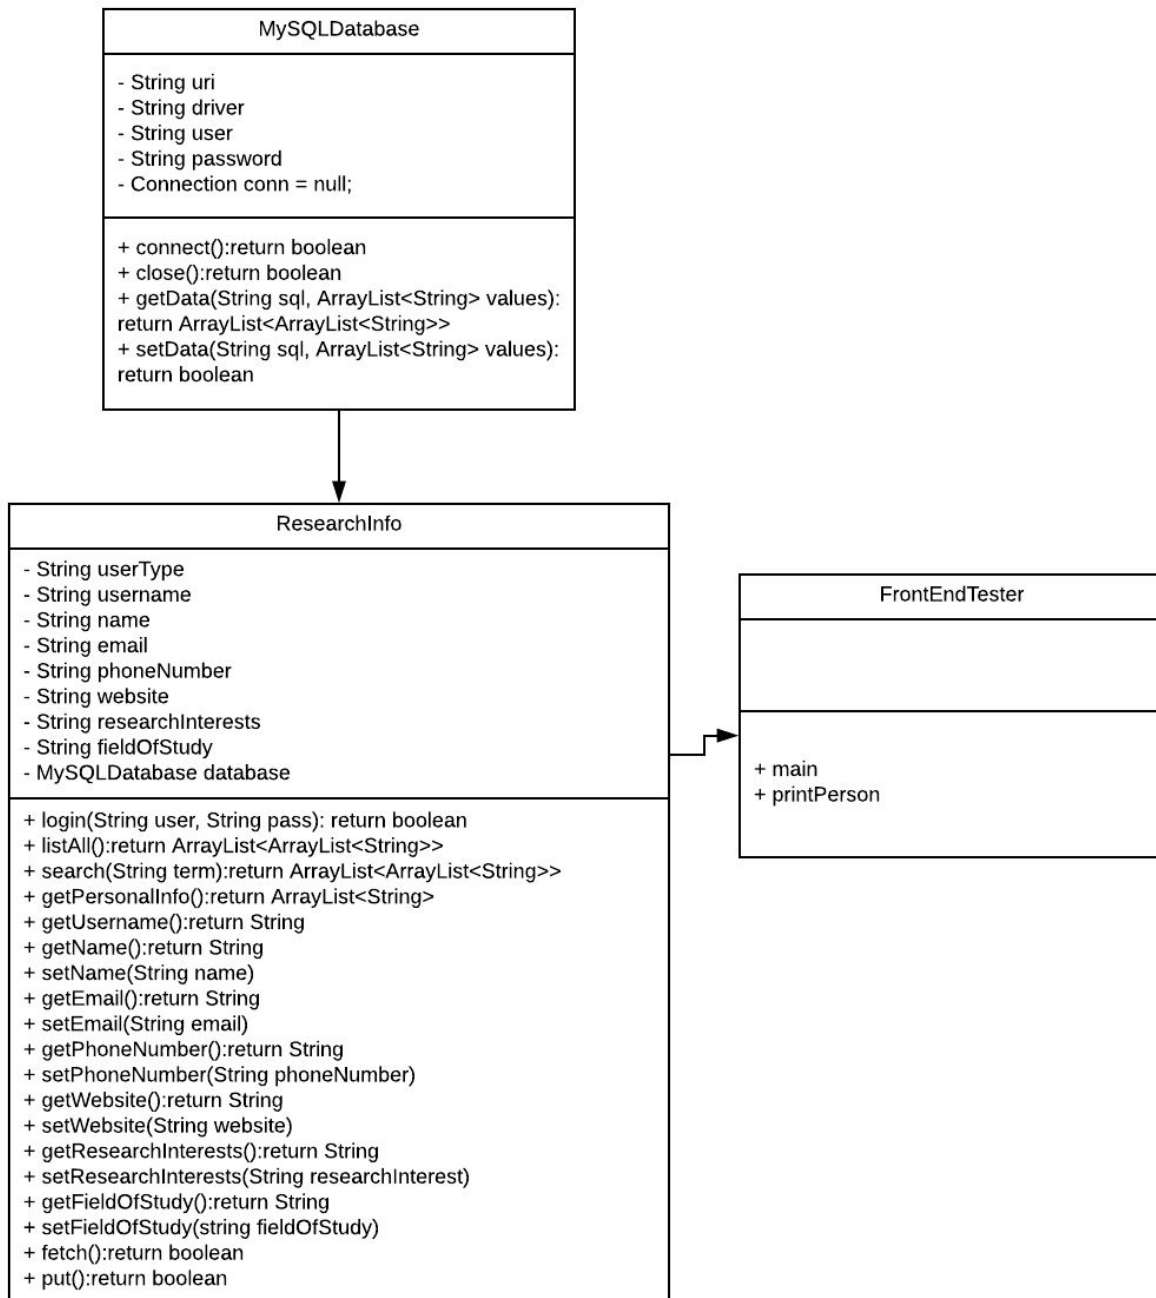 MySQLDatabase
- String uri
- String driver
- String user
- String password
- Connection conn = null;
+ connect():return boolean
+ close():return boolean
+ getData(String sql, ArrayList<String> values):
return ArrayList<ArrayList<String>>
+ setData(String sql, ArrayList<String> values):
return boolean
ResearchInfo
- String userType
- String username
- String name
- String email
- String phoneNumber
- String website
- String researchInterests
- String fieldOfStudy
- MySQLDatabase database
+ login(String user, String pass): return boolean
+ listAll():return ArrayList<ArrayList<String>>
+ search(String term):return ArrayList<ArrayList<String>>
+ getPersonalInfo():return ArrayList<String>
+ getUsername():return String
+ getName():return String
+ setName(String name)
+ getEmail():return String
+ setEmail(String email)
+ getPhoneNumber():return String
+ setPhoneNumber(String phoneNumber)
+ getWebsite():return String
+ setWebsite(String website)
+ getResearchInterests():return String
+ setResearchInterests(String researchInterest)
+ getFieldOfStudy():return String
+ setFieldOfStudy(string fieldOfStudy)
+ fetch():return boolean
+ put():return boolean
FrontEndTester
+ main
+ printPerson